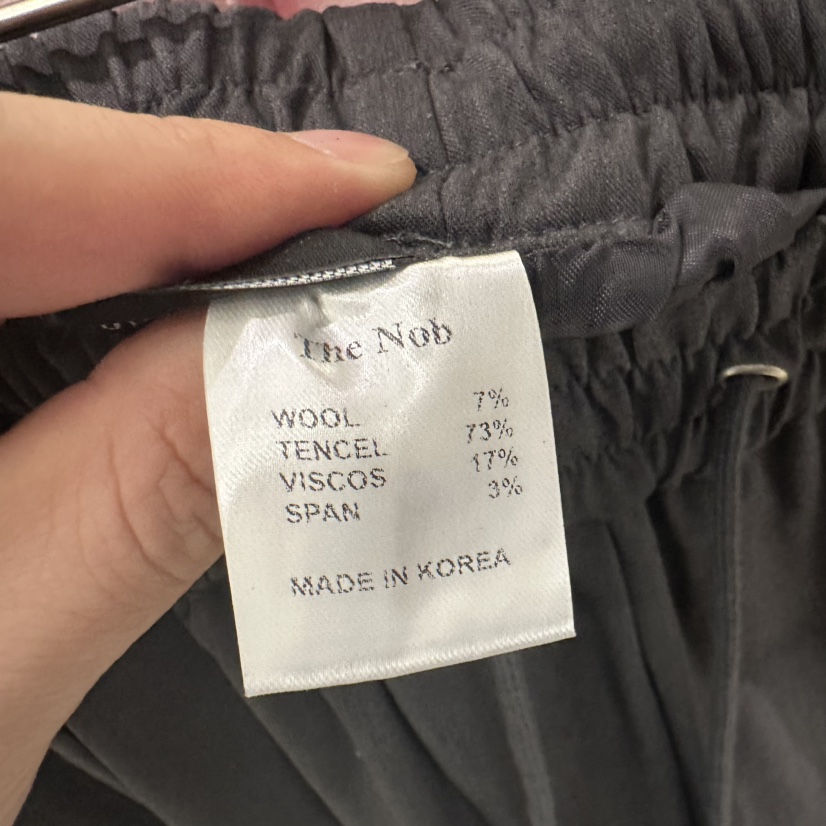 The Nob
WOOL 7%
TENCEL 73%
VISCOS 17%
SPAN 3%
MADE IN KOREA